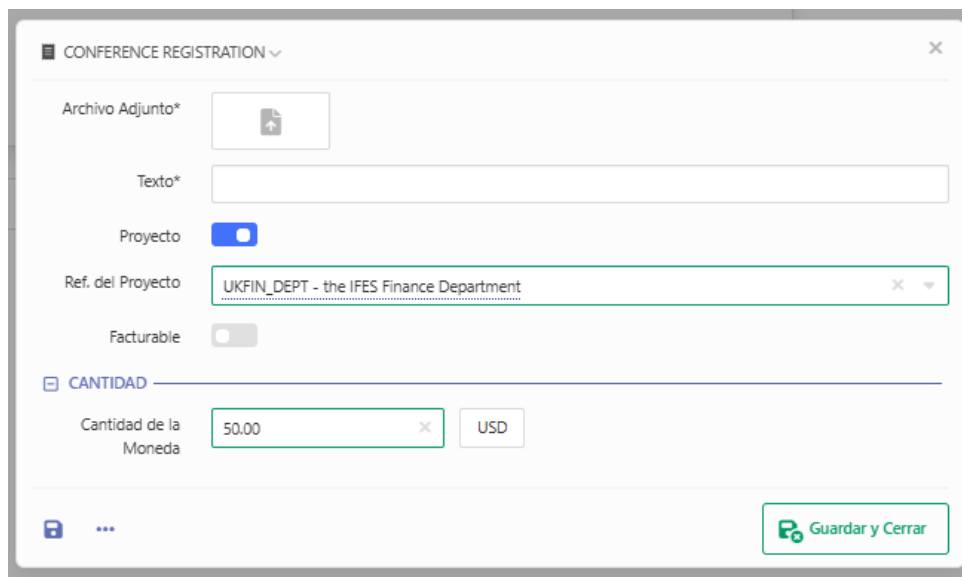 CONFERENCE REGISTRATION
Archivo Adjunto*
Texto*
Proyecto
Ref. del Proyecto
UKFIN_DEPT - the IFES Finance Department
Facturable
CANTIDAD
Cantidad de la
Moneda
50.00
USD
Guardar y Cerrar